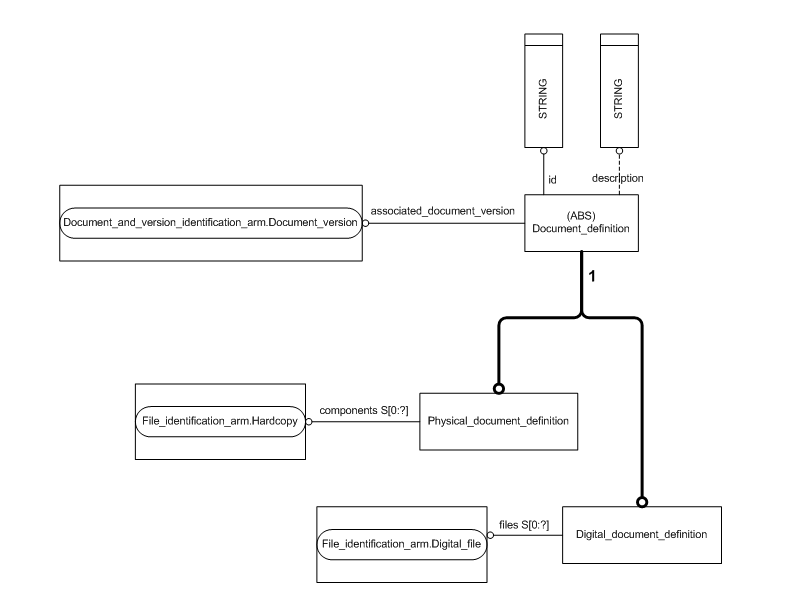 STRING
STRING
id
description
associated_document_version
Document_and_version_identification_arm.Document_version
(ABS)
Document_definition
1
components S[0:?]
File_identification_arm.Hardcopy
Physical_document_definition
files S[0:?]
File_identification_arm.Digital_file
Digital_document_definition